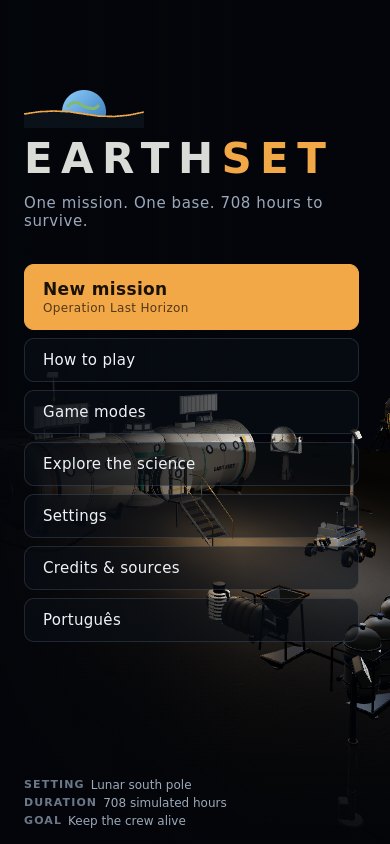 EARTHSET
One mission. One base. 708 hours to
survive.
New mission
Operation Last Horizon
How to play
Game modes
Explore the science
EARTHSET
Settings
Credits & sources
Português
SETTING Lunar south pole
DURATION 708 simulated hours
GOAL Keep the crew alive